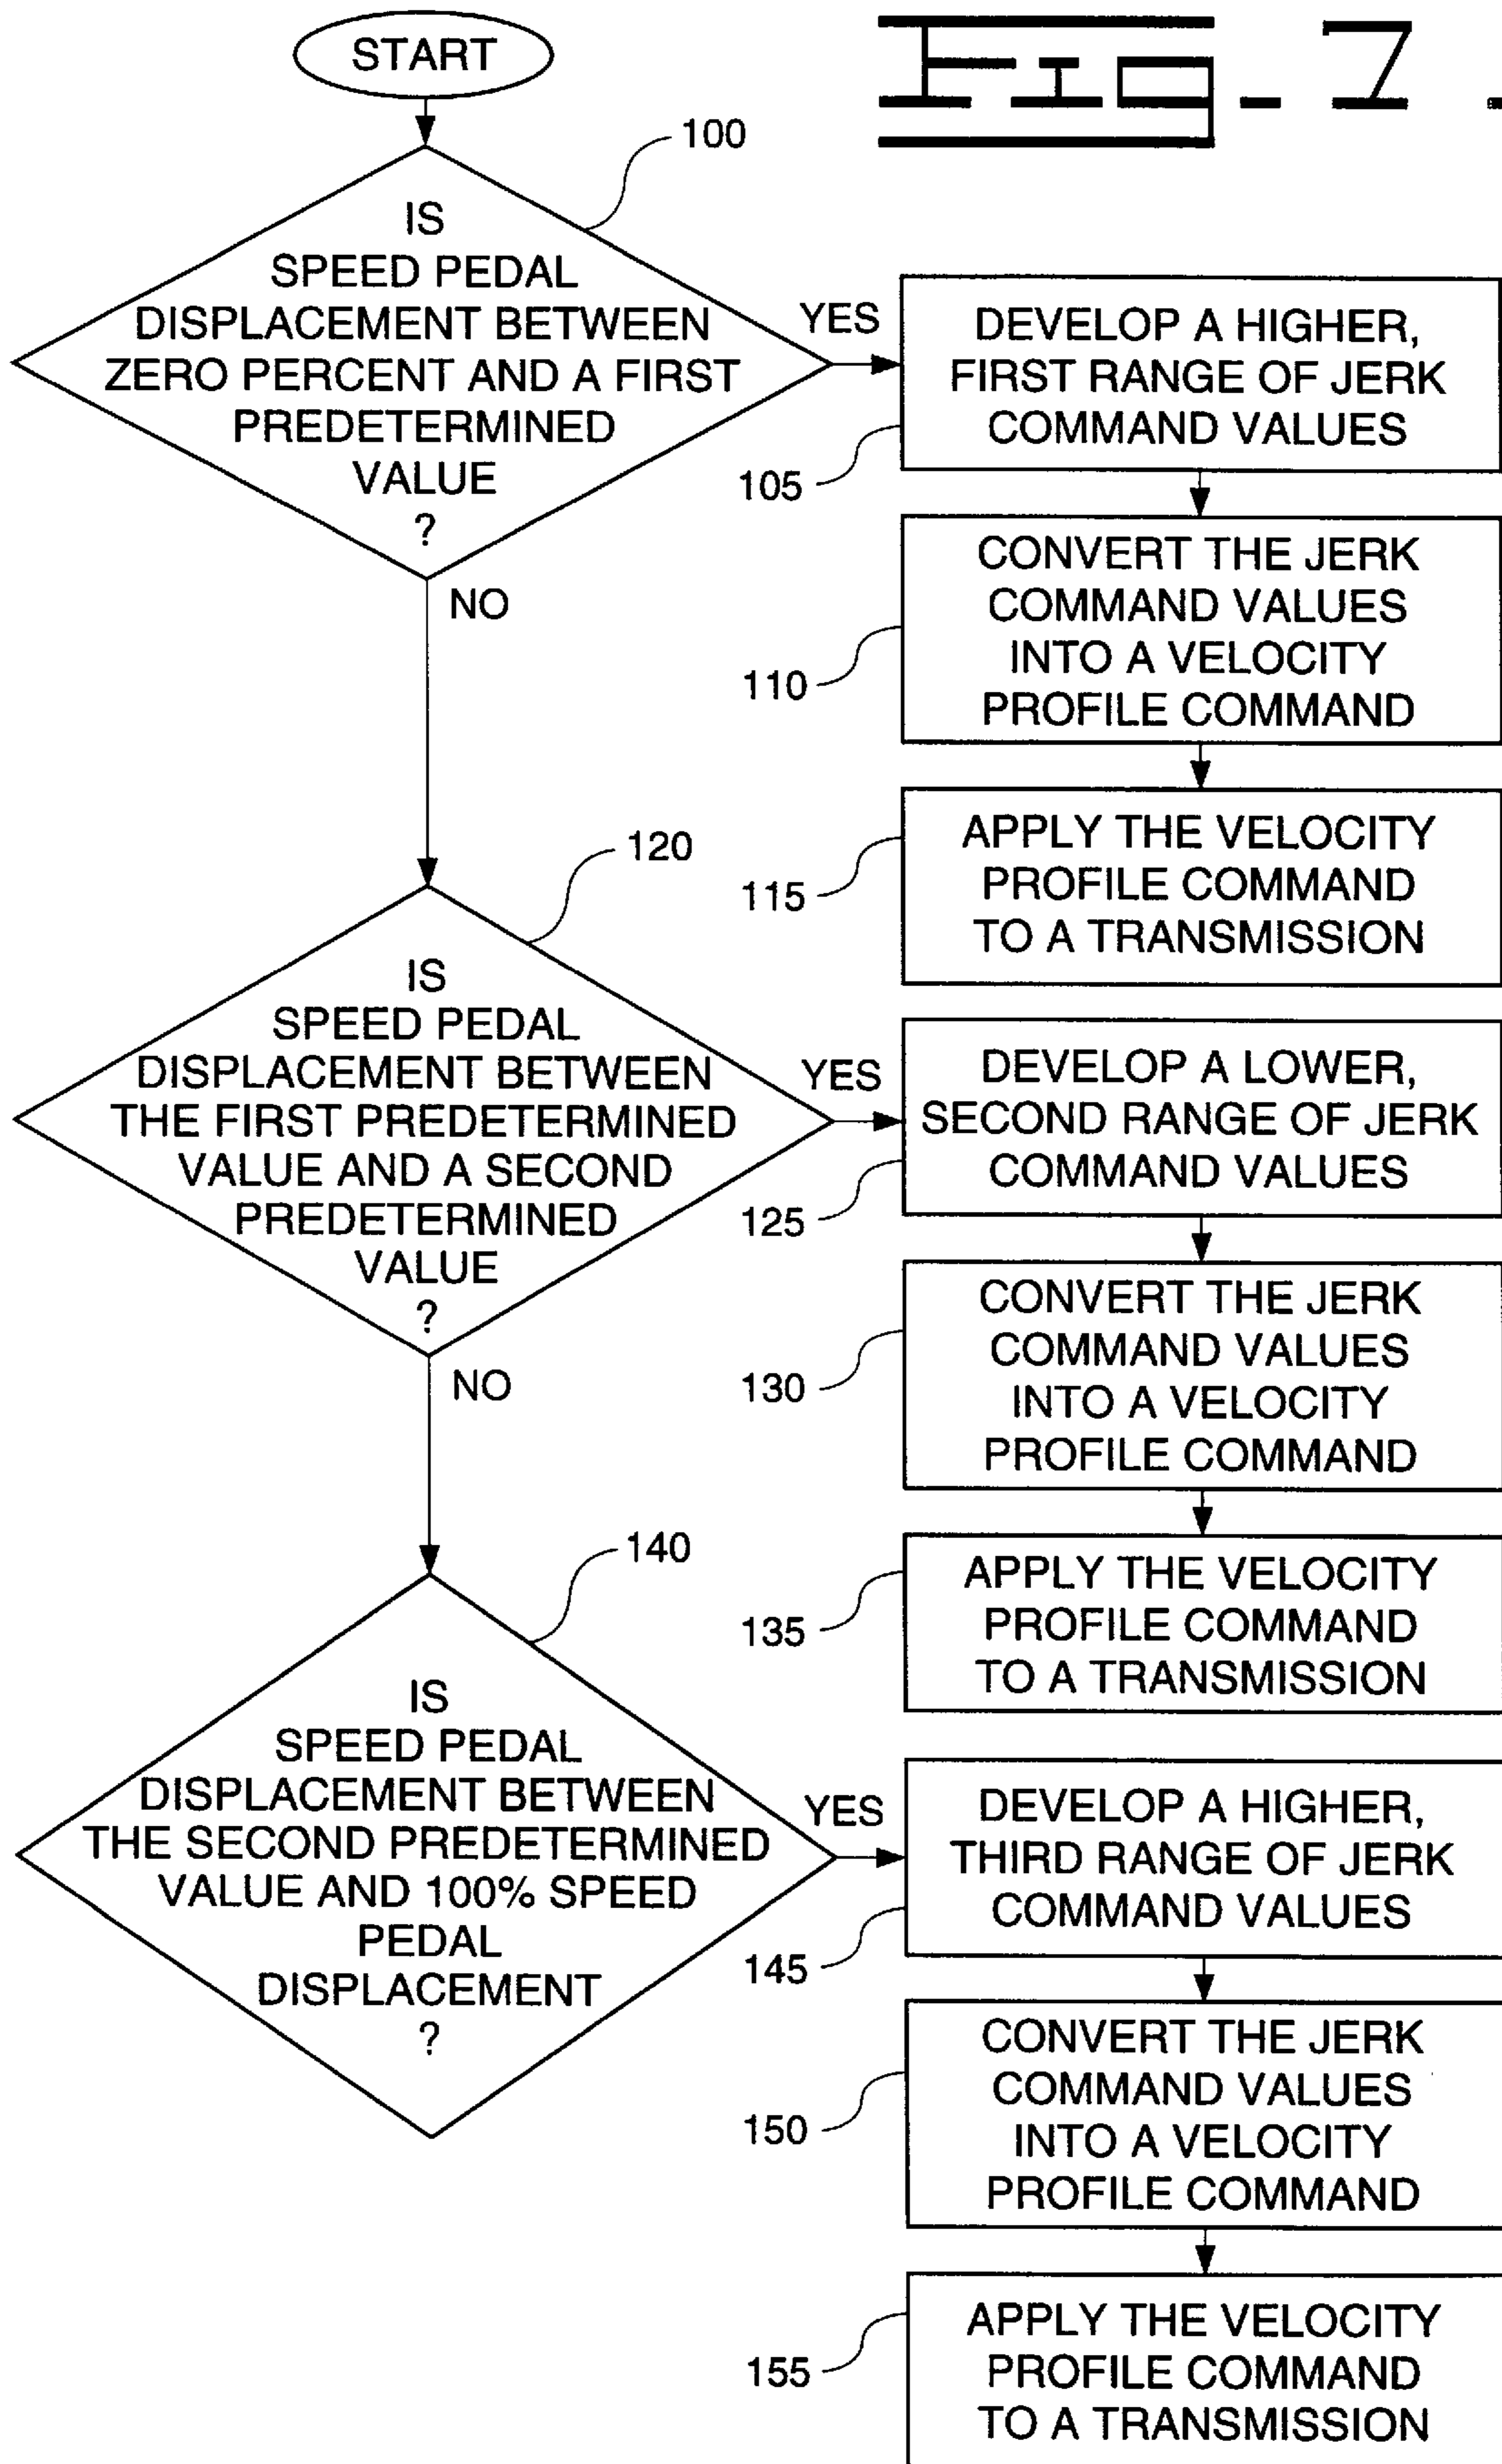 START
Fig- 7 -
100
IS
SPEED PEDAL
DISPLACEMENT BETWEEN
ZERO PERCENT AND A FIRST
PREDETERMINED
VALUE
?
YES
DEVELOP A HIGHER,
FIRST RANGE OF JERK
COMMAND VALUES
105
CONVERT THE JERK
COMMAND VALUES
INTO A VELOCITY
PROFILE COMMAND
110
APPLY THE VELOCITY
PROFILE COMMAND
TO A TRANSMISSION
115
NO
120
IS
SPEED PEDAL
DISPLACEMENT BETWEEN
THE FIRST PREDETERMINED
VALUE AND A SECOND
PREDETERMINED
VALUE
?
YES
DEVELOP A LOWER,
SECOND RANGE OF JERK
COMMAND VALUES
125
CONVERT THE JERK
COMMAND VALUES
INTO A VELOCITY
PROFILE COMMAND
130
APPLY THE VELOCITY
PROFILE COMMAND
TO A TRANSMISSION
135
NO
140
IS
SPEED PEDAL
DISPLACEMENT BETWEEN
THE SECOND PREDETERMINED
VALUE AND 100% SPEED
PEDAL
DISPLACEMENT
?
YES
DEVELOP A HIGHER,
THIRD RANGE OF JERK
COMMAND VALUES
145
CONVERT THE JERK
COMMAND VALUES
INTO A VELOCITY
PROFILE COMMAND
150
APPLY THE VELOCITY
PROFILE COMMAND
TO A TRANSMISSION
155